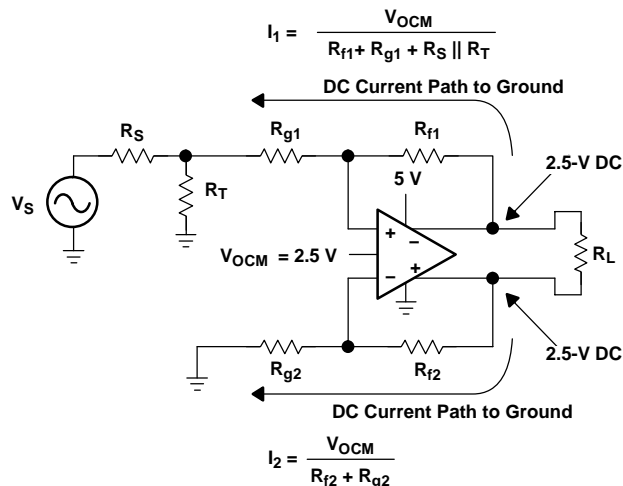 I1 = VOCM / Rf1+ Rg1 + RS || RT
DC Current Path to Ground
RS
Rg1
Rf1
2.5-V DC
5 V
RT
VS
+
−
VOCM = 2.5 V
RL
−
+
Rg2
Rf2
2.5-V DC
DC Current Path to Ground
I2 = VOCM / Rf2 + Rg2